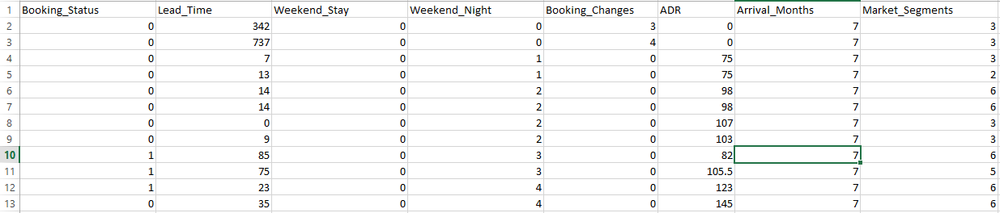 1 Booking_Status Lead_Time Weekend_Stay Weekend_Night Booking_Changes ADR Arrival_Months Market_Segments
2 0 342 0 0 3 0 7 3
3 0 737 0 0 4 0 7 3
4 0 7 0 1 0 75 7 3
5 0 13 0 1 0 75 7 2
6 0 14 0 2 0 98 7 6
7 0 14 0 2 0 98 7 6
8 0 0 0 2 0 107 7 3
9 0 9 0 2 0 103 7 3
10 1 85 0 3 0 82 7 6
11 1 75 0 3 0 105.5 7 5
12 1 23 0 4 0 123 7 6
13 0 35 0 4 0 145 7 6